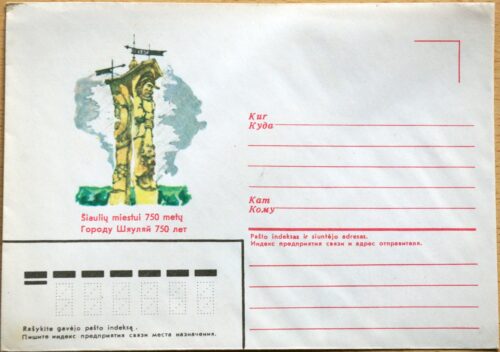 Šiaulių miestui 750 metų
Городу Шяуляй 750 лет
Kur
Куда
Kam
Кому
Pašto indeksas ir siuntėjo adresas.
Индекс предприятия связи и адрес отправителя.
Rašykite gavėjo pašto indeksą.
Пишите индекс предприятия связи места назначения.